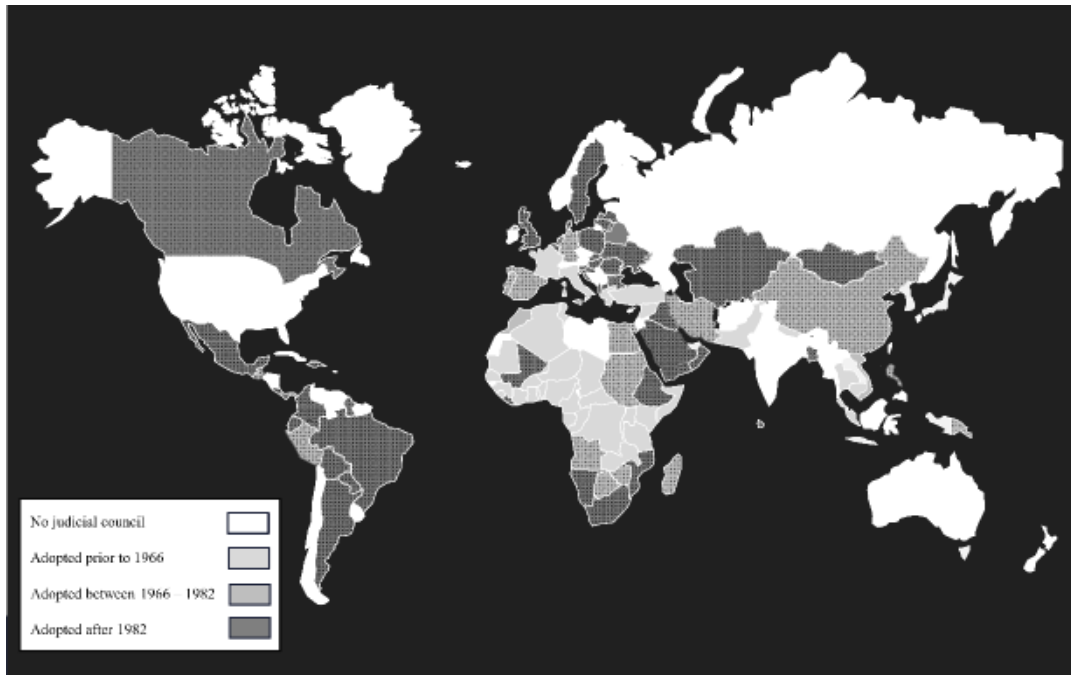 No judicial council
Adopted prior to 1966
Adopted between 1966 – 1982
Adopted after 1982